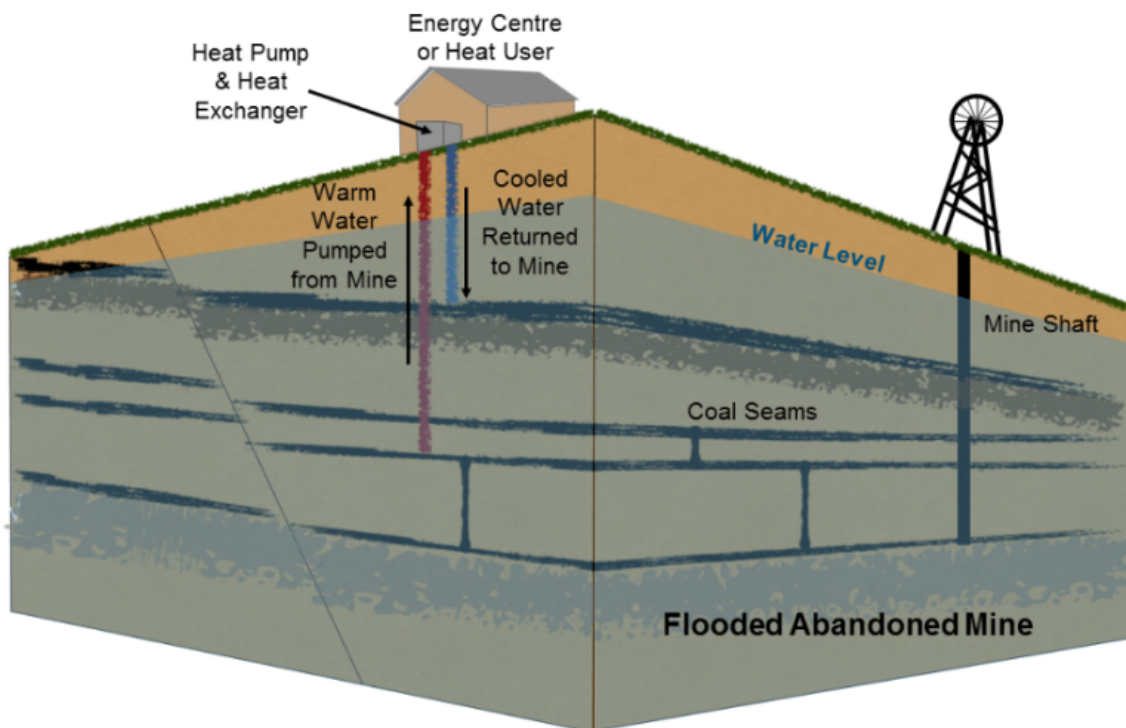 Energy Centre
or Heat User
Heat Pump
& Heat
Exchanger
Warm
Water
Pumped
from Mine
Cooled
Water
Returned
to Mine
Water Level
Mine Shaft
Coal Seams
Flooded Abandoned Mine